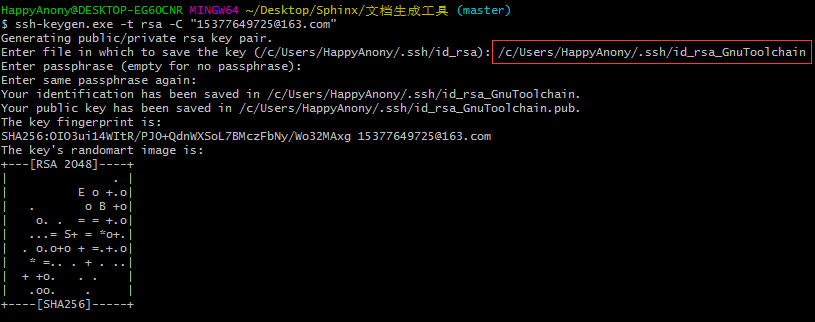 HappyAnony@DESKTOP-EG6OCNR MINGW64 ~/Desktop/Sphinx/文档生成工具 (master)
$ ssh-keygen.exe -t rsa -C "15377649725@163.com"
Generating public/private rsa key pair.
Enter file in which to save the key (/c/Users/HappyAnony/.ssh/id_rsa): /c/Users/HappyAnony/.ssh/id_rsa_GnuToolchain
Enter passphrase (empty for no passphrase):
Enter same passphrase again:
Your identification has been saved in /c/Users/HappyAnony/.ssh/id_rsa_GnuToolchain.
Your public key has been saved in /c/Users/HappyAnony/.ssh/id_rsa_GnuToolchain.pub.
The key fingerprint is:
SHA256:OIO3ui14WItR/PJO+QdnWXSoL7BMczFbNy/Wo32MAxg 15377649725@163.com
The key's randomart image is:
+---[RSA 2048]----+
|               . |
|          E o +.o|
|   .       o B +o|
|    o. .  = = +.o|
|   ...= S+ = *o+.|
|  . o.o+o + =.+.o|
|   * =.. . + . ..|
|  + +o.   . .    |
|   .oo.    .     |
+----[SHA256]-----+